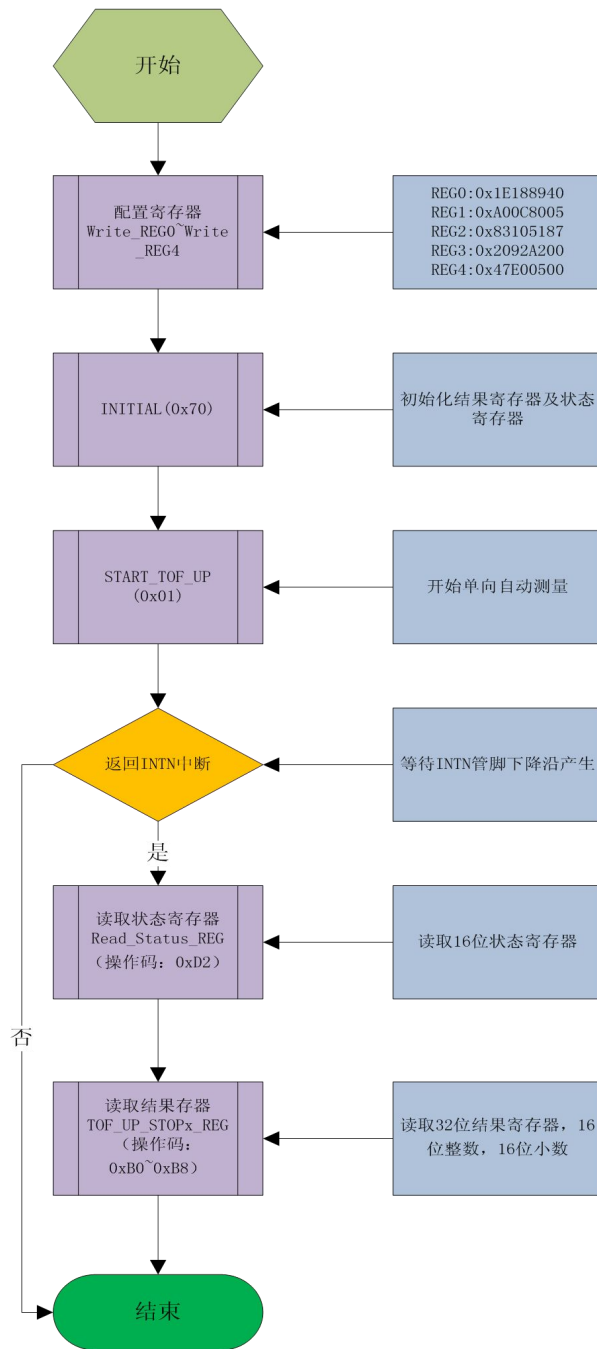 开始
配置寄存器
Write_REG0~Write
_REG4
REG0:0x1E188940
REG1:0xA00C8005
REG2:0x83105187
REG3:0x2092A200
REG4:0x47E00500
INITIAL(0x70)
初始化结果寄存器及状态
寄存器
START_TOF_UP
(0x01)
开始单向自动测量
返回INTN中断
等待INTN管脚下降沿产生
是
读取状态寄存器
Read_Status_REG
（操作码：0xD2）
读取16位状态寄存器
否
读取结果存器
TOF_UP_STOPx_REG
（操作码：
0xB0~0xB8）
读取32位结果寄存器，16
位整数，16位小数
结束